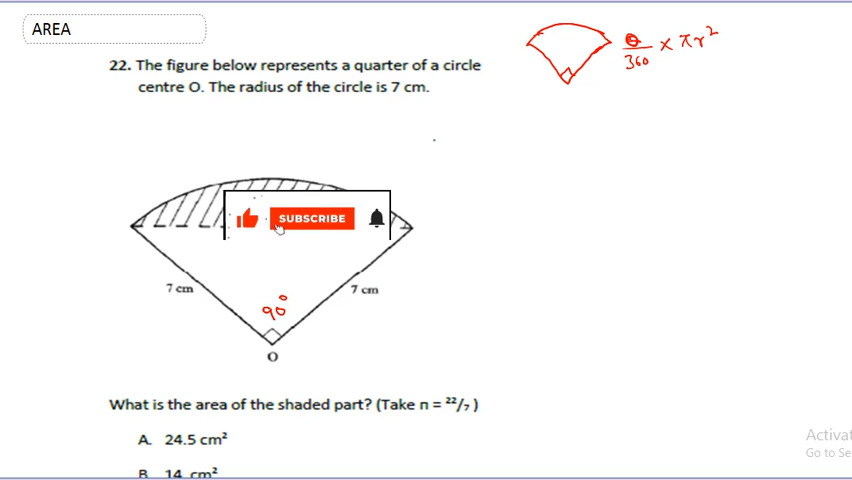 AREA
θ/360 × πr²
22. The figure below represents a quarter of a circle
centre O. The radius of the circle is 7 cm.
SUBSCRIBE
7 cm
7 cm
90°
O
What is the area of the shaded part? (Take n = ²²/₇ )
A. 24.5 cm²
B. 14 cm²
Activat
Go to Se